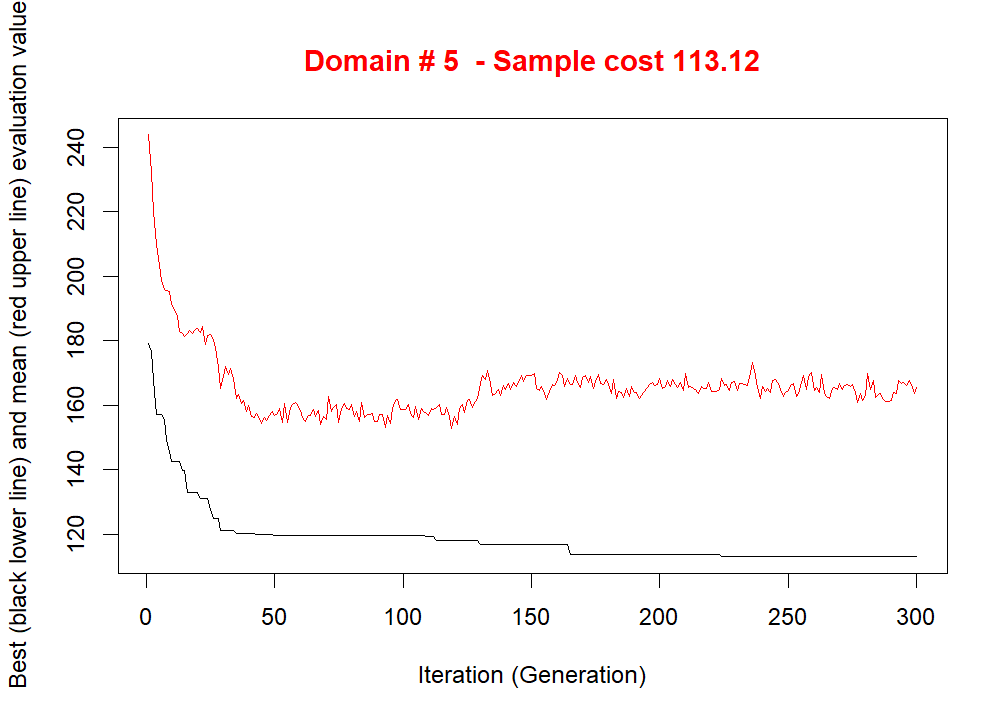 Domain # 5  - Sample cost 113.12
Best (black lower line) and mean (red upper line) evaluation value
240
220
200
180
160
140
120
0 50 100 150 200 250 300
Iteration (Generation)